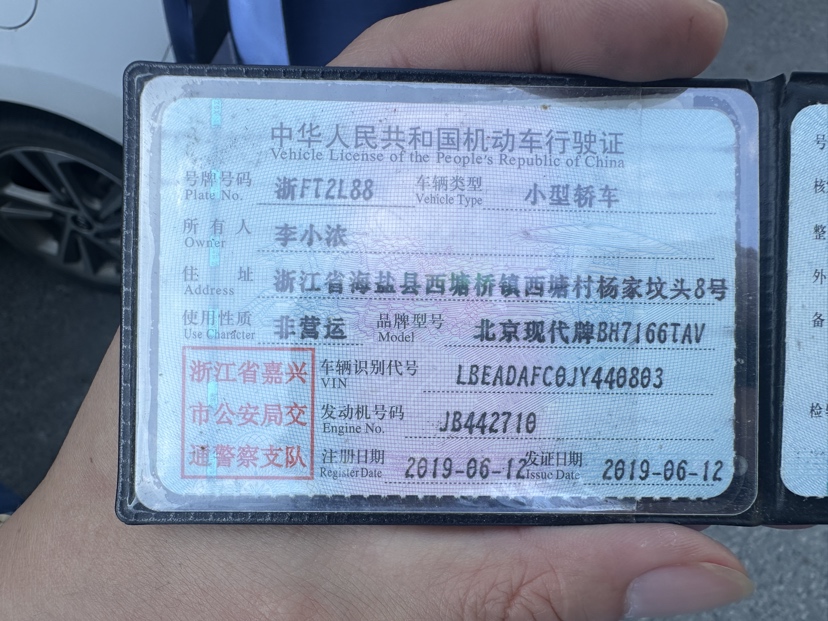 中华人民共和国机动车行驶证
Vehicle License of the People's Republic of China
号牌号码 浙FT2L88 车辆类型 小型轿车
Plate No. Vehicle Type
所有人 李小浓
Owner
住址 浙江省海盐县西塘桥镇西塘村杨家坟头8号
Address
使用性质 非营运 品牌型号 北京现代牌BH7166TAV
Use Character Model
浙江省嘉兴
市公安局交
通警察支队
车辆识别代号 LBEADAFC0JY440803
VIN
发动机号码 JB442710
Engine No.
注册日期 2019-06-12 发证日期 2019-06-12
Register Date Issue Date
号
核
整
外
备
检